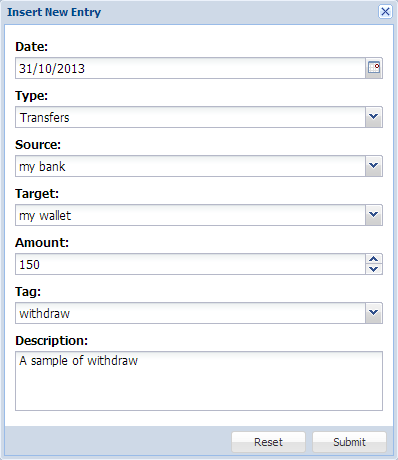 Insert New Entry
Date:
31/10/2013
Type:
Transfers
Source:
my bank
Target:
my wallet
Amount:
150
Tag:
withdraw
Description:
A sample of withdraw
Reset Submit